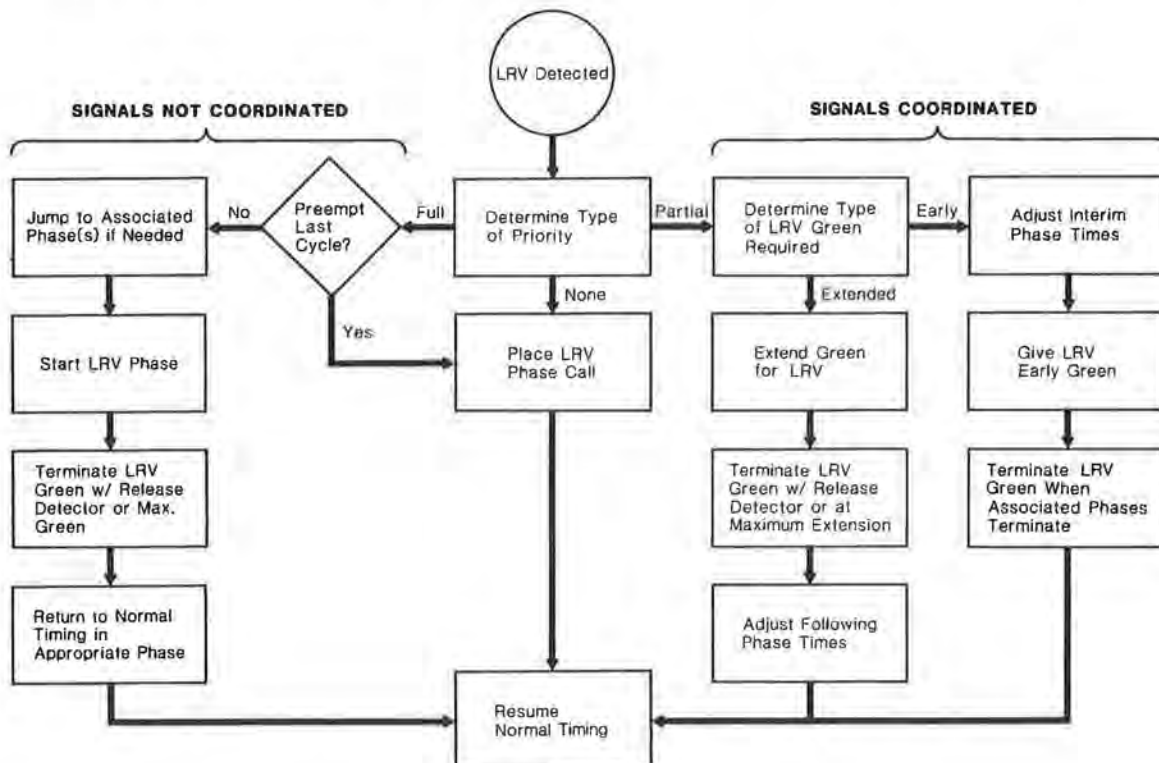 LRV Detected
SIGNALS NOT COORDINATED
SIGNALS COORDINATED
Jump to Associated
Phase(s) if Needed
No
Preempt
Last
Cycle?
Full
Determine Type
of Priority
Partial
Determine Type
of LRV Green
Required
Early
Adjust Interim
Phase Times
Yes
None
Extended
Start LRV Phase
Place LRV
Phase Call
Extend Green
for LRV
Give LRV
Early Green
Terminate LRV
Green w/ Release
Detector or Max.
Green
Terminate LRV
Green w/ Release
Detector or at
Maximum Extension
Terminate LRV
Green When
Associated Phases
Terminate
Return to Normal
Timing in
Appropriate Phase
Adjust Following
Phase Times
Resume
Normal Timing